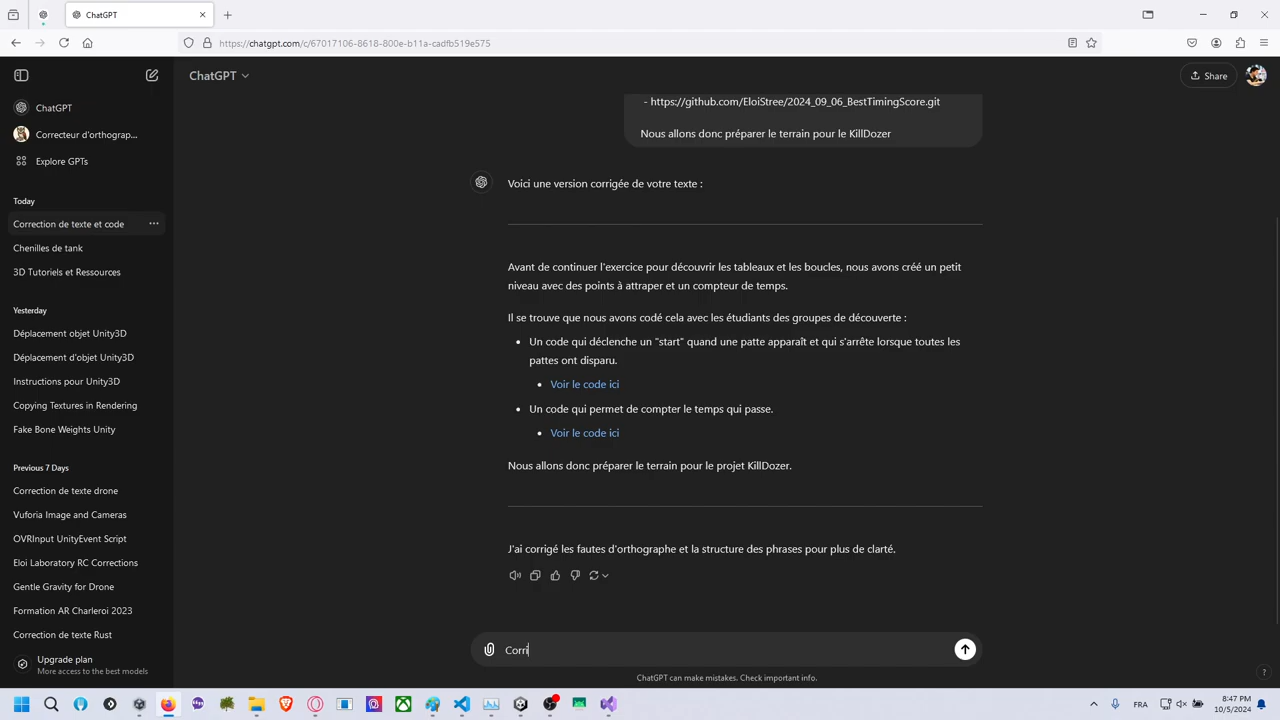 ChatGPT
https://chatgpt.com/c/67017106-8618-800e-b11a-cadfb519e575
ChatGPT
Share
ChatGPT
Correcteur d'orthograp...
Explore GPTs
Today
Correction de texte et code
Chenilles de tank
3D Tutoriels et Ressources
Yesterday
Déplacement objet Unity3D
Déplacement d'objet Unity3D
Instructions pour Unity3D
Copying Textures in Rendering
Fake Bone Weights Unity
Previous 7 Days
Correction de texte drone
Vuforia Image and Cameras
OVRInput UnityEvent Script
Eloi Laboratory RC Corrections
Gentle Gravity for Drone
Formation AR Charleroi 2023
Correction de texte Rust
Upgrade plan
More access to the best models
- https://github.com/EloiStree/2024_09_06_BestTimingScore.git
Nous allons donc préparer le terrain pour le KillDozer
Voici une version corrigée de votre texte :
Avant de continuer l'exercice pour découvrir les tableaux et les boucles, nous avons créé un petit
niveau avec des points à attraper et un compteur de temps.
Il se trouve que nous avons codé cela avec les étudiants des groupes de découverte :
• Un code qui déclenche un "start" quand une patte apparaît et qui s'arrête lorsque toutes les
pattes ont disparu.
• Voir le code ici
• Un code qui permet de compter le temps qui passe.
• Voir le code ici
Nous allons donc préparer le terrain pour le projet KillDozer.
J'ai corrigé les fautes d'orthographe et la structure des phrases pour plus de clarté.
Corri
ChatGPT can make mistakes. Check important info.
?
FRA
8:47 PM
10/5/2024